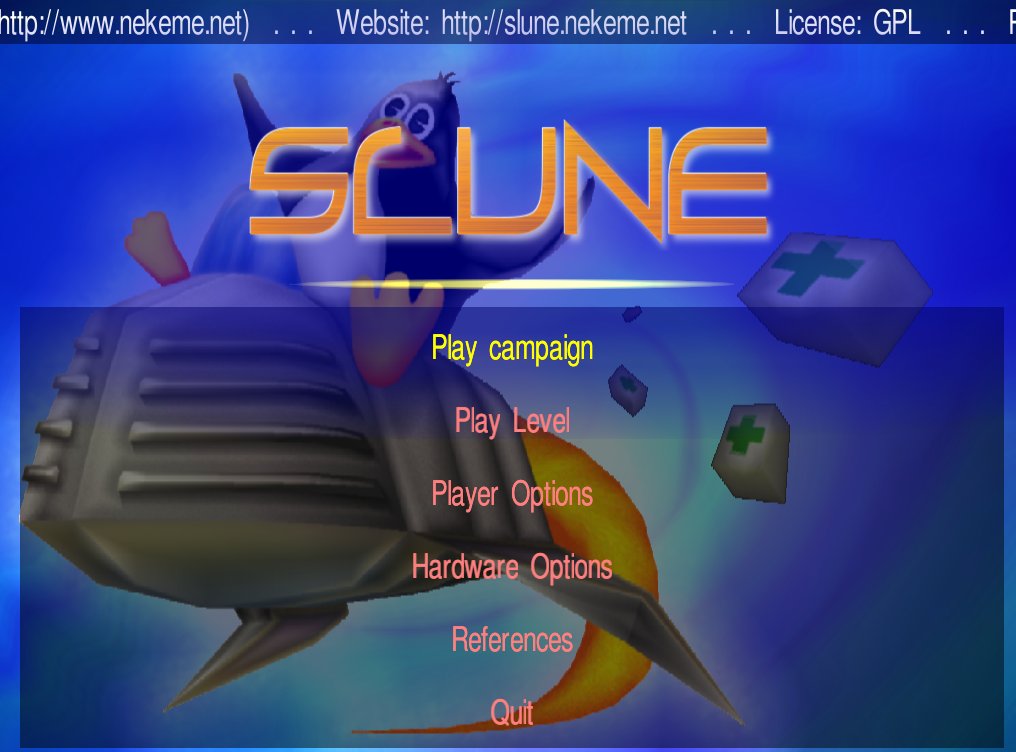 http://www.nekeme.net) . . . Website: http://slune.nekeme.net . . . License: GPL . . .
SLUNE
Play campaign
Play Level
Player Options
Hardware Options
References
Quit